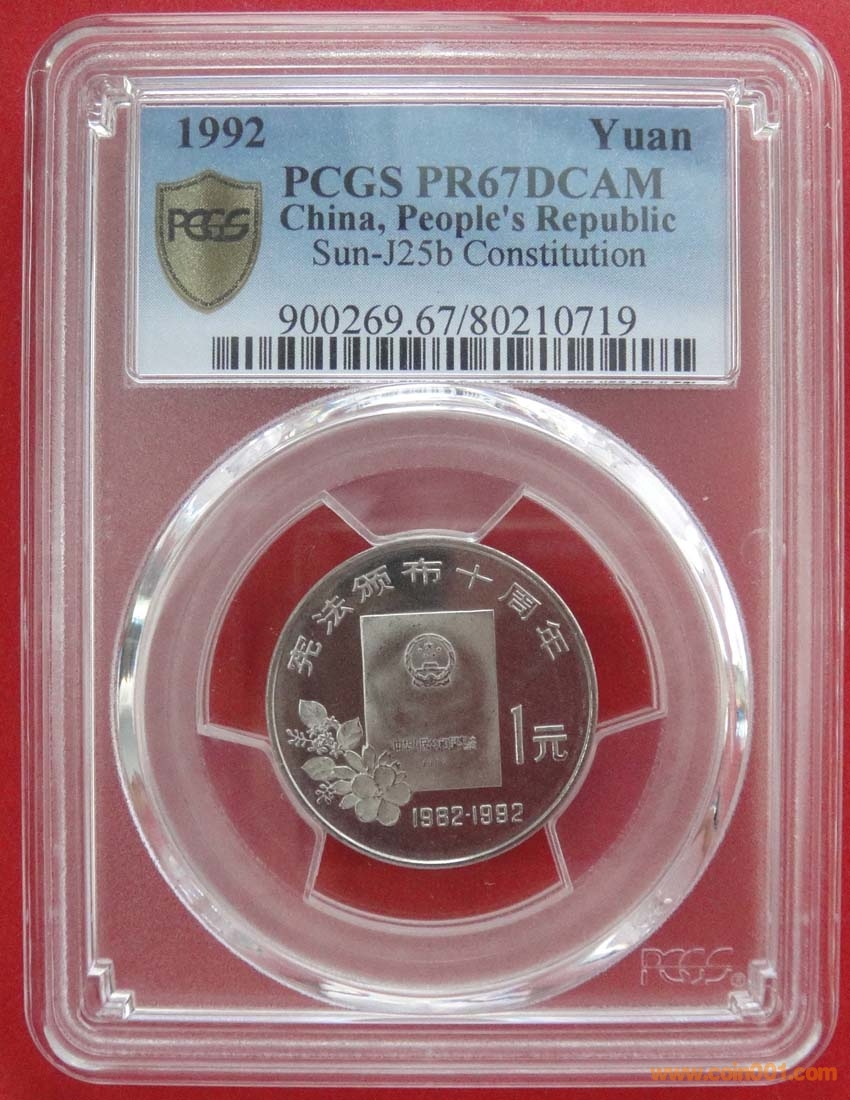 1992 Yuan
PCGS PR67DCAM
PCGS
China, People's Republic
Sun-J25b Constitution
900269.67/80210719
宪法颁布十周年
1元
1982-1992
PCGS
www.coin001.com